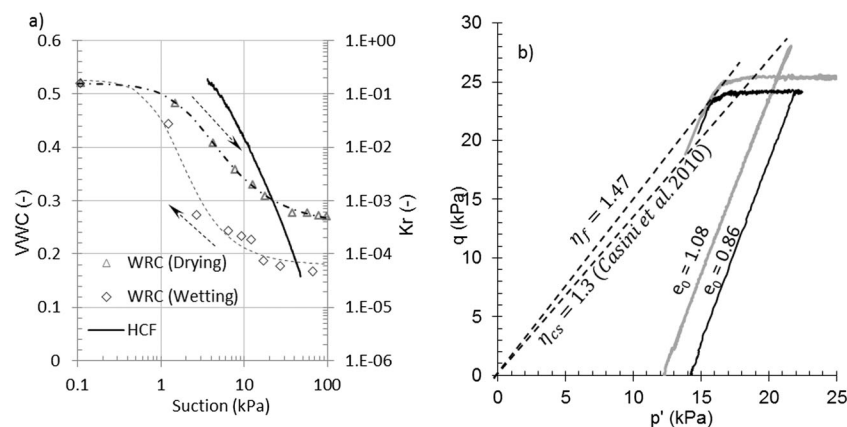 a)
0.6
0.5
0.4
0.3
0.2
0.1
0
VWC (-)
1.E+00
1.E-01
1.E-02
1.E-03
1.E-04
1.E-05
1.E-06
Kr (-)
WRC (Drying)
WRC (Wetting)
HCF
0.1 1 10 100
Suction (kPa)
b)
30
25
20
15
10
5
0
q (kPa)
η_f = 1.47
η_cs = 1.3 (Casini et al. 2010)
e₀ = 1.08
e₀ = 0.86
0 5 10 15 20 25
p' (kPa)